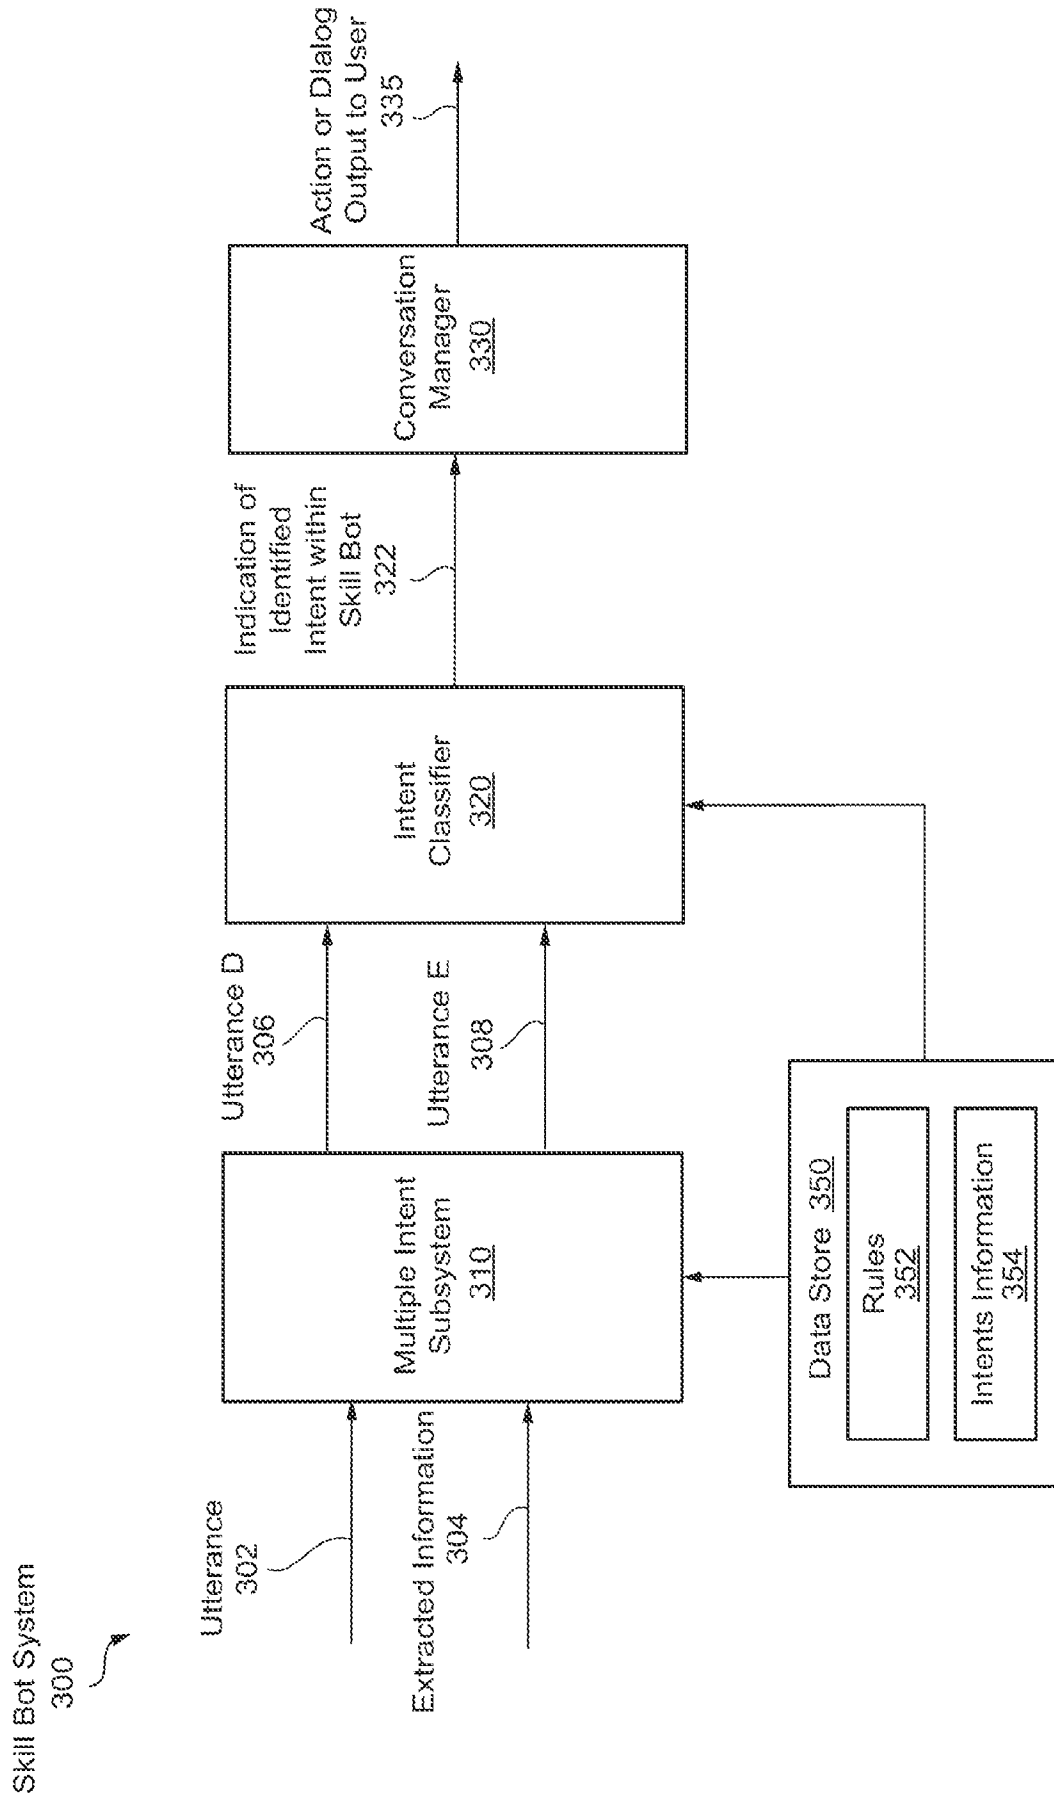 Skill Bot System
300
Utterance
302
Extracted Information
304
Multiple Intent
Subsystem
310
Utterance D
306
Utterance E
308
Intent
Classifier
320
Indication of
Identified
Intent within
Skill Bot
322
Conversation
Manager
330
Action or Dialog
Output to User
335
Data Store 350
Rules
352
Intents Information
354